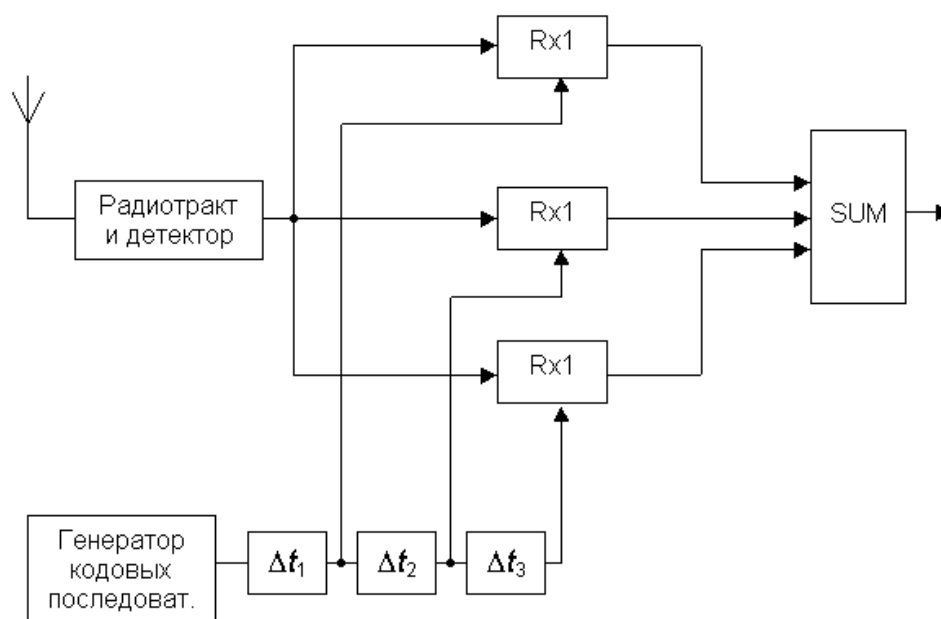 Rx1
Радиотракт
и детектор
Rx1
SUM
Rx1
Генератор
кодовых
последоват.
Δt₁
Δt₂
Δt₃